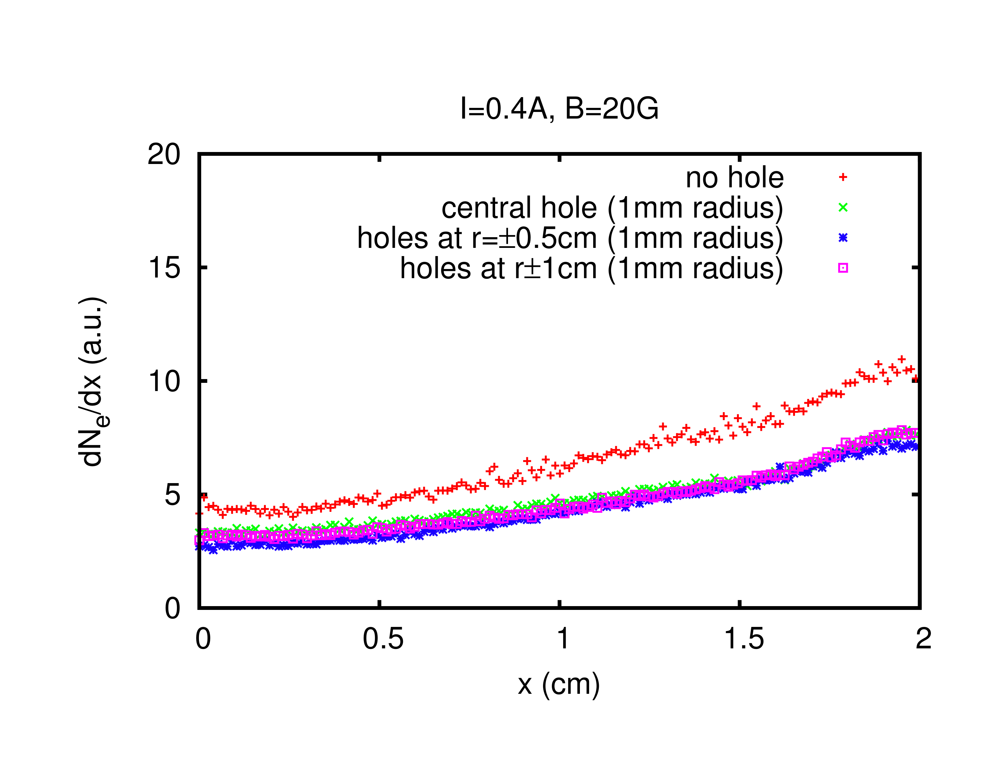 I=0.4A, B=20G
20
15
10
5
0
no hole
central hole (1mm radius)
holes at r=±0.5cm (1mm radius)
holes at r±1cm (1mm radius)
dNe/dx (a.u.)
0 0.5 1 1.5 2
x (cm)